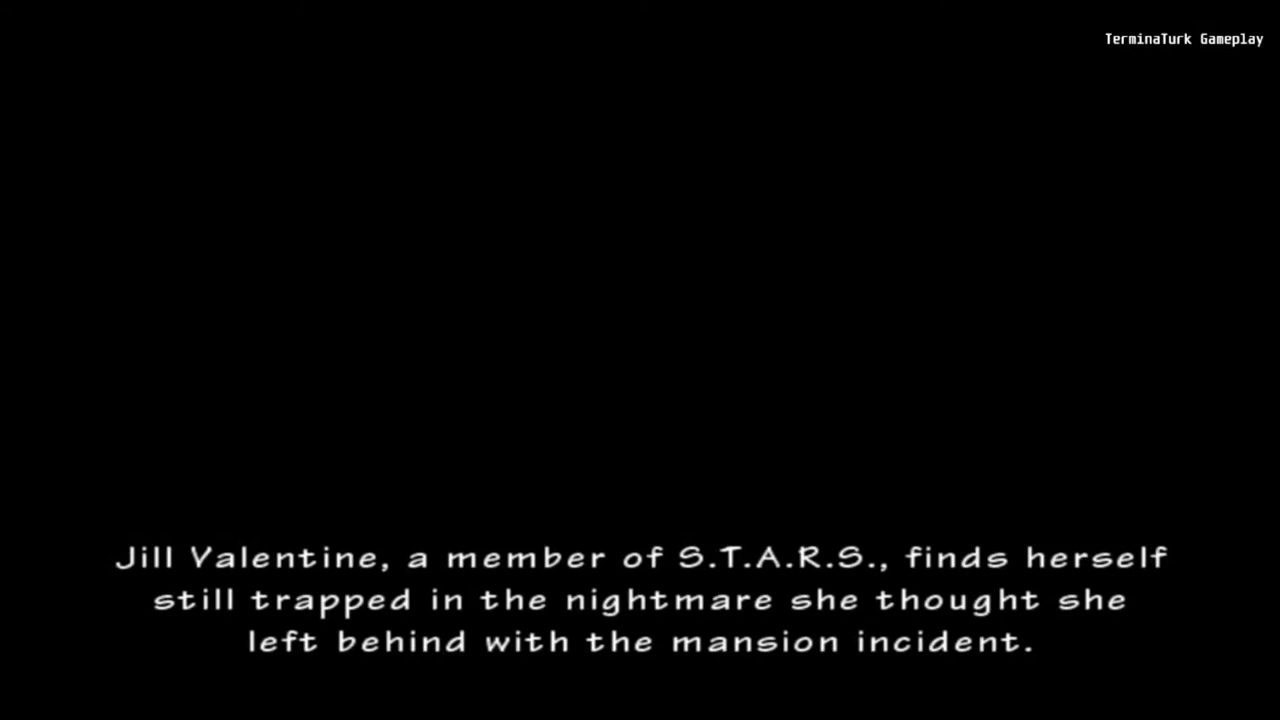 TerminaTurk Gameplay
Jill Valentine, a member of S.T.A.R.S., finds herself
still trapped in the nightmare she thought she
left behind with the mansion incident.